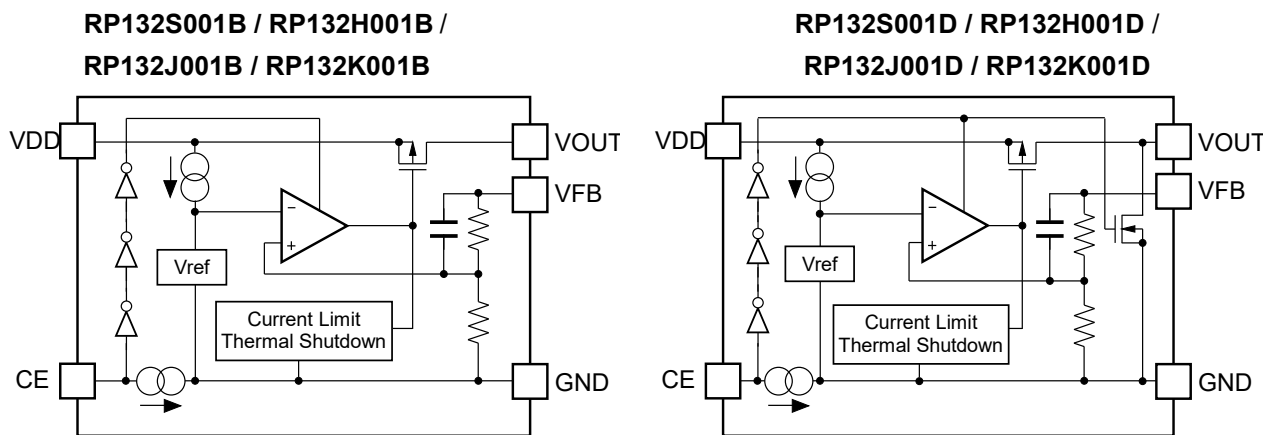 RP132S001B / RP132H001B /
RP132J001B / RP132K001B
VDD
VOUT
VFB
−
+
Vref
Current Limit
Thermal Shutdown
CE
GND
RP132S001D / RP132H001D /
RP132J001D / RP132K001D
VDD
VOUT
VFB
−
+
Vref
Current Limit
Thermal Shutdown
CE
GND